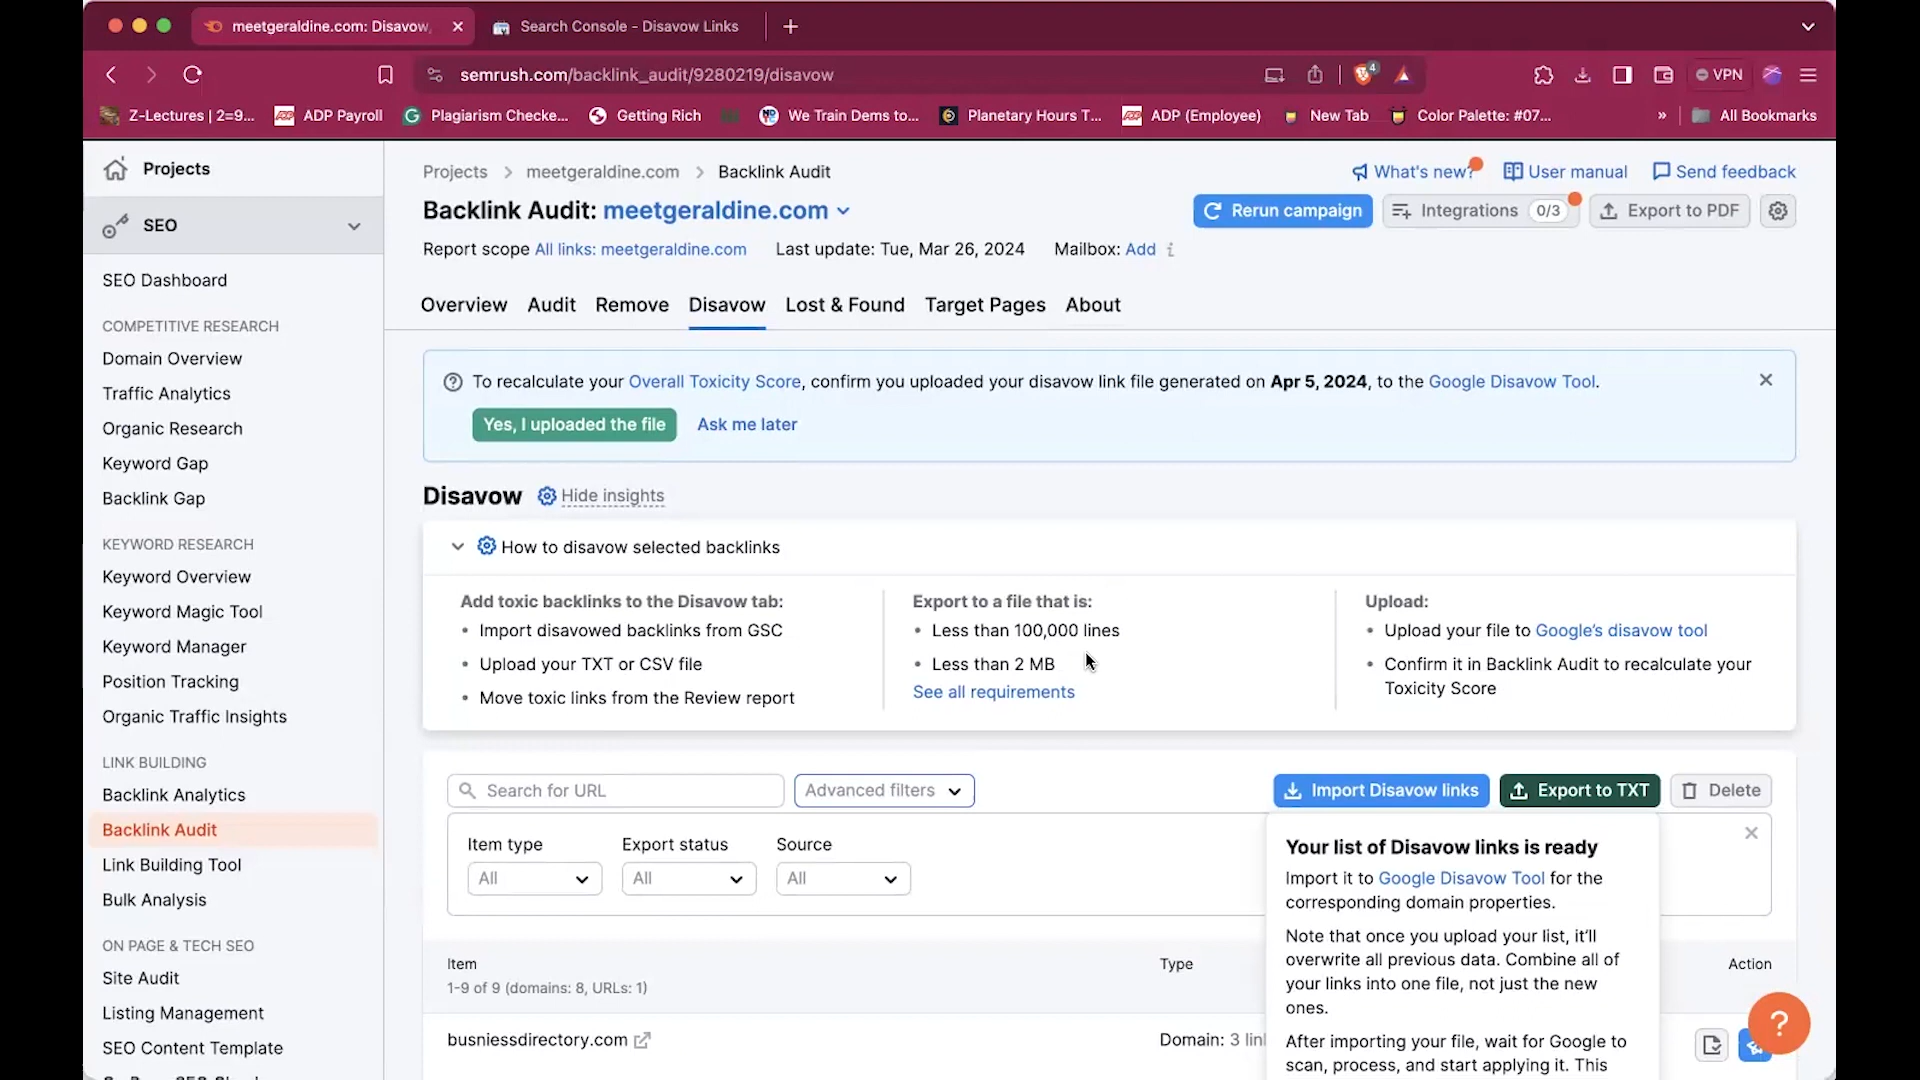 meetgeraldine.com: Disavow,
Search Console - Disavow Links
semrush.com/backlink_audit/9280219/disavow
4
VPN
Z-Lectures | 2=9...
ADP Payroll
Plagiarism Checke...
Getting Rich
We Train Dems to...
Planetary Hours T...
ADP (Employee)
New Tab
Color Palette: #07...
»
All Bookmarks
Projects
SEO
SEO Dashboard
COMPETITIVE RESEARCH
Domain Overview
Traffic Analytics
Organic Research
Keyword Gap
Backlink Gap
KEYWORD RESEARCH
Keyword Overview
Keyword Magic Tool
Keyword Manager
Position Tracking
Organic Traffic Insights
LINK BUILDING
Backlink Analytics
Backlink Audit
Link Building Tool
Bulk Analysis
ON PAGE & TECH SEO
Site Audit
Listing Management
SEO Content Template
Projects > meetgeraldine.com > Backlink Audit
What's new?
User manual
Send feedback
Backlink Audit: meetgeraldine.com
Rerun campaign
Integrations 0/3
Export to PDF
Report scope All links: meetgeraldine.com
Last update: Tue, Mar 26, 2024
Mailbox: Add i
Overview
Audit
Remove
Disavow
Lost & Found
Target Pages
About
To recalculate your Overall Toxicity Score, confirm you uploaded your disavow link file generated on Apr 5, 2024, to the Google Disavow Tool.
Yes, I uploaded the file
Ask me later
Disavow
Hide insights
How to disavow selected backlinks
Add toxic backlinks to the Disavow tab:
• Import disavowed backlinks from GSC
• Upload your TXT or CSV file
• Move toxic links from the Review report
Export to a file that is:
• Less than 100,000 lines
• Less than 2 MB
See all requirements
Upload:
• Upload your file to Google's disavow tool
• Confirm it in Backlink Audit to recalculate your
Toxicity Score
Search for URL
Advanced filters
Import Disavow links
Export to TXT
Delete
Item type
All
Export status
All
Source
All
Your list of Disavow links is ready
Import it to Google Disavow Tool for the
corresponding domain properties.
Note that once you upload your list, it'll
overwrite all previous data. Combine all of
your links into one file, not just the new
ones.
After importing your file, wait for Google to
scan, process, and start applying it. This
Item
1-9 of 9 (domains: 8, URLs: 1)
Type
Action
busniessdirectory.com
Domain: 3 lin
?